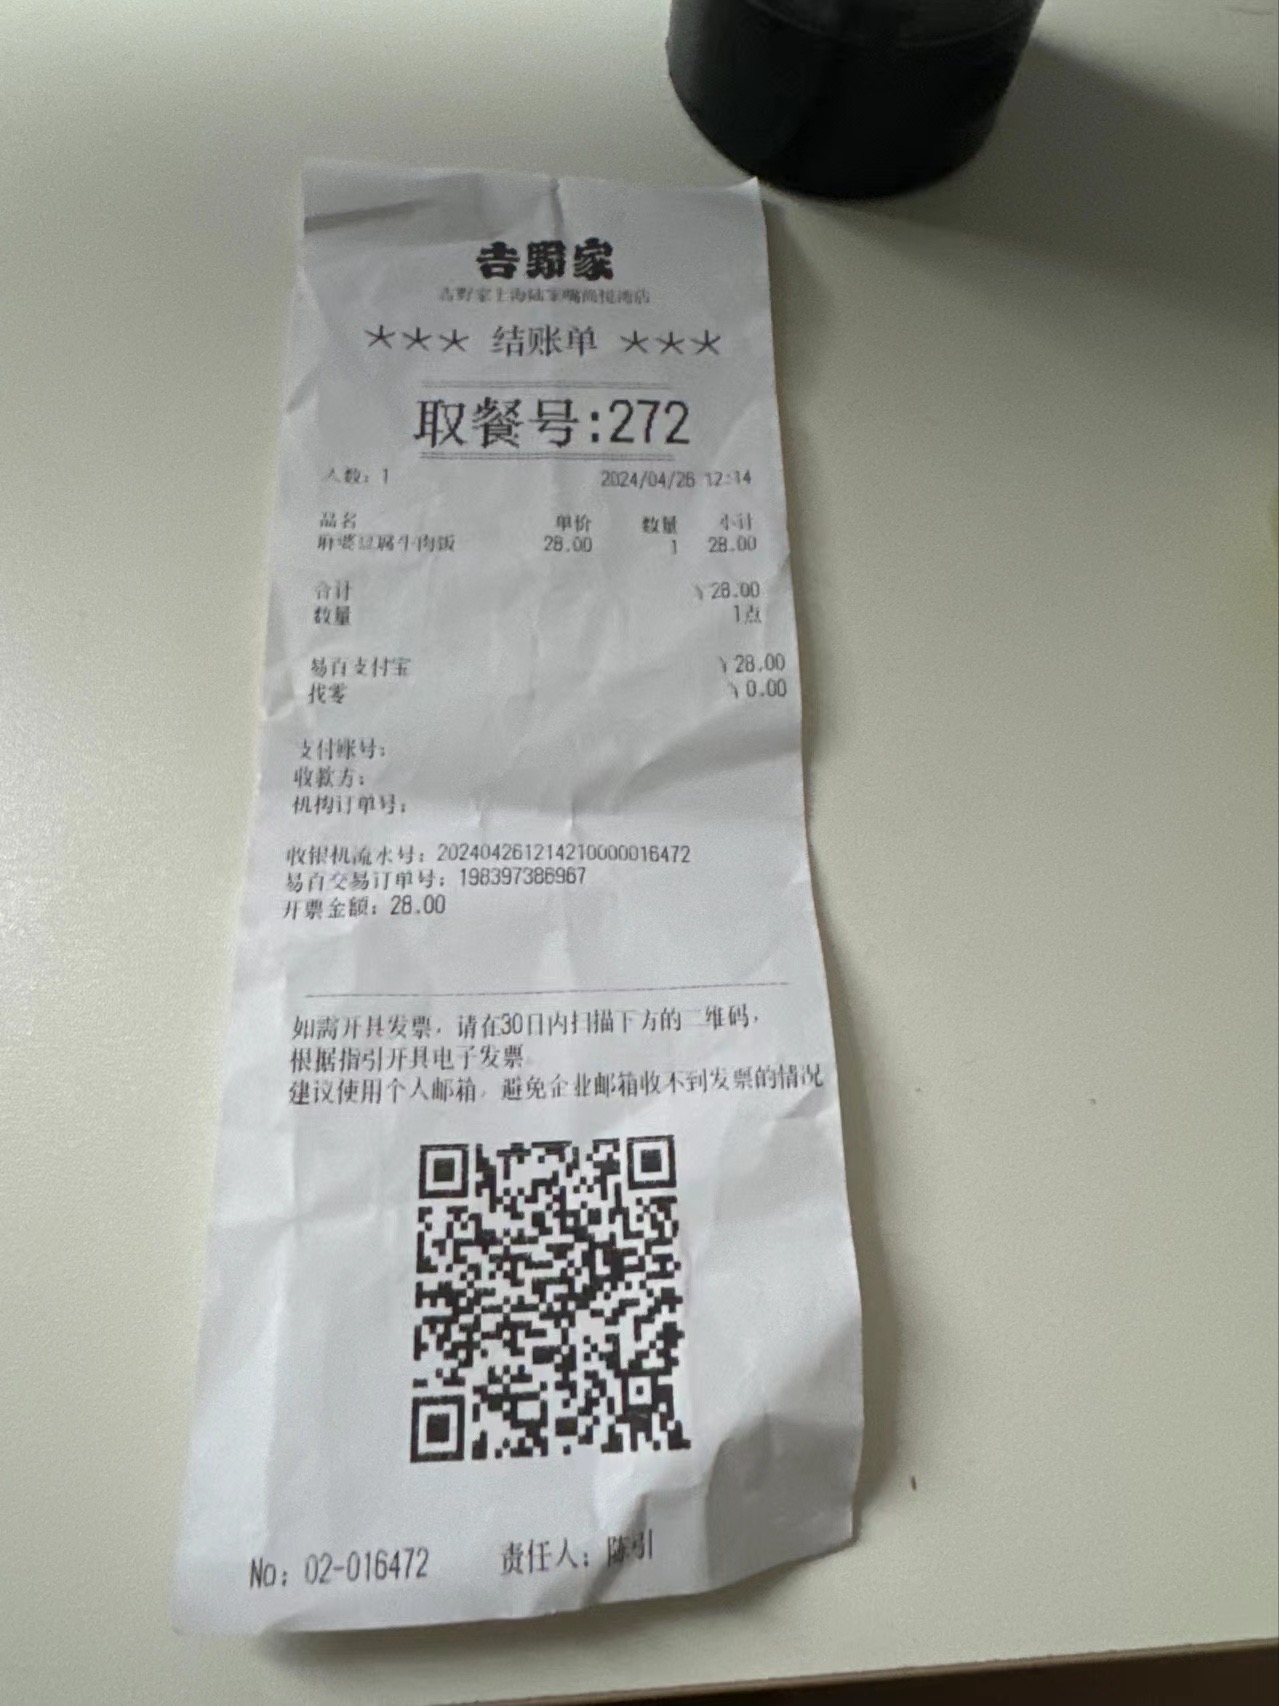 吉野家
吉野家上海陆家嘴尚悦湾店
*** 结账单 ***
取餐号:272
人数：1 2024/04/26 12:14
品名 单价 数量 小计
麻婆豆腐牛肉饭 28.00 1 28.00
合计 ¥28.00
数量 1点
易百支付宝 ¥28.00
找零 ¥0.00
支付账号：
收款方：
机构订单号：
收银机流水号：202404261214210000016472
易百交易订单号：198397386967
开票金额：28.00
如需开具发票，请在30日内扫描下方的二维码，
根据指引开具电子发票
建议使用个人邮箱，避免企业邮箱收不到发票的情况
No：02-016472 责任人：陈引